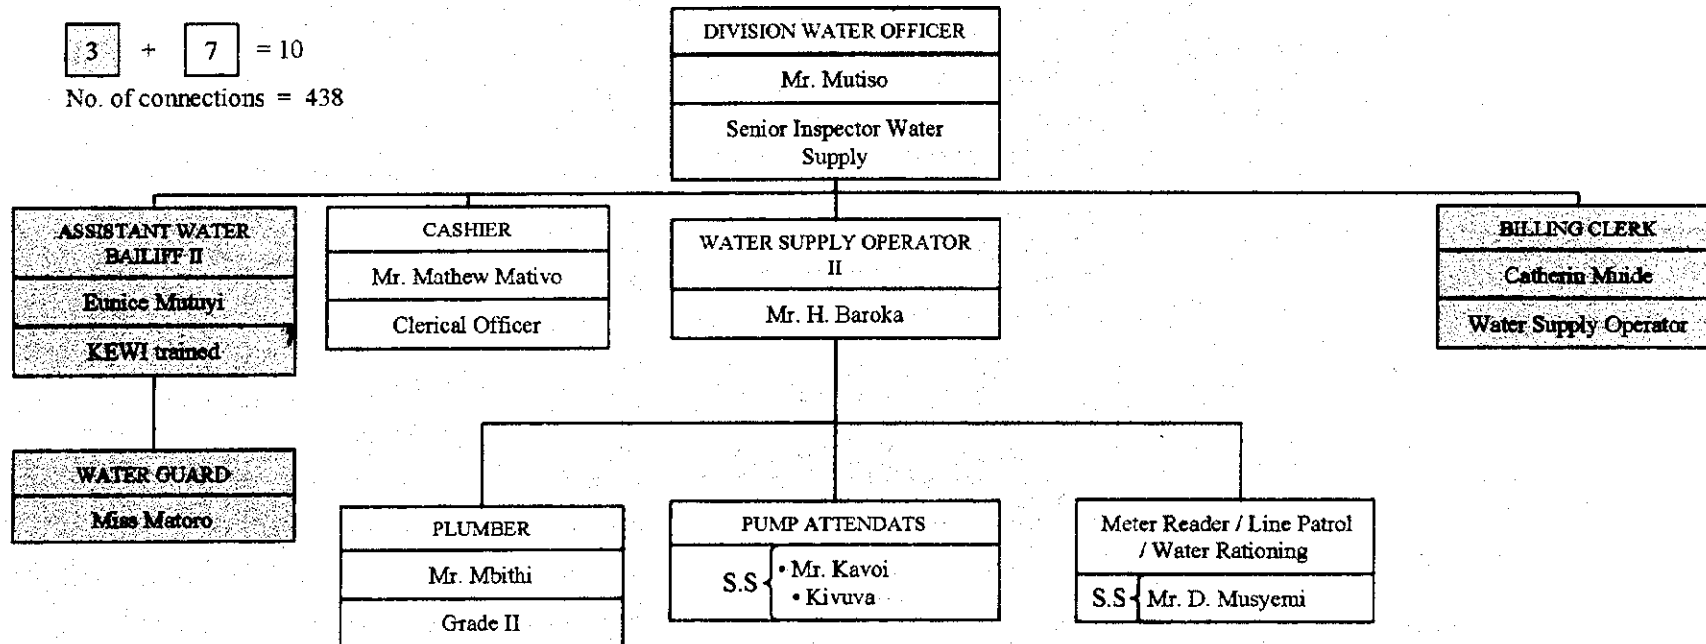 3 + 7 = 10
No. of connections = 438
DIVISION WATER OFFICER
Mr. Mutiso
Senior Inspector Water
Supply
ASSISTANT WATER
BAILIFF II
Eunice Mutuyi
KEWI trained
CASHIER
Mr. Mathew Mativo
Clerical Officer
WATER SUPPLY OPERATOR
II
Mr. H. Baroka
BILLING CLERK
Catherin Muide
Water Supply Operator
WATER GUARD
Miss Matoro
PLUMBER
Mr. Mbithi
Grade II
PUMP ATTENDATS
S.S { • Mr. Kavoi
• Kivuva
Meter Reader / Line Patrol
/ Water Rationing
S.S { Mr. D. Musyemi